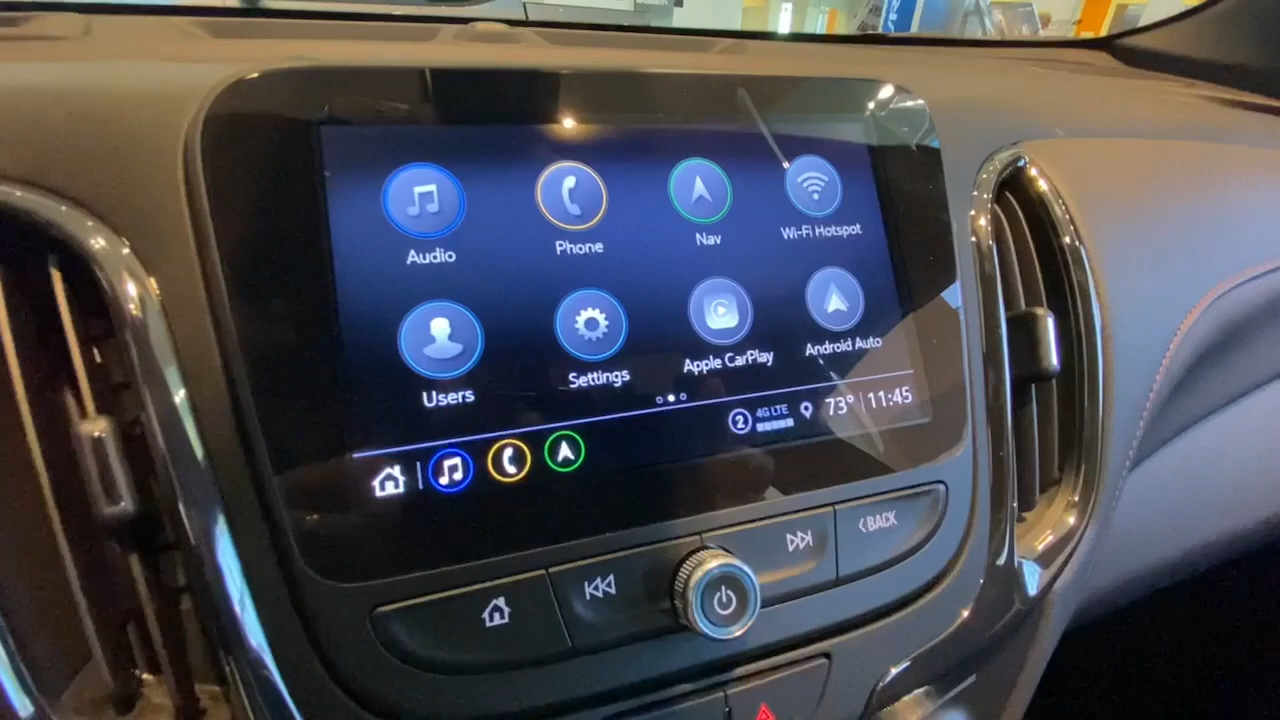 Audio
Phone
Nav
Wi-Fi Hotspot
Users
Settings
Apple CarPlay
Android Auto
2
4G LTE
73° 11:45
BACK